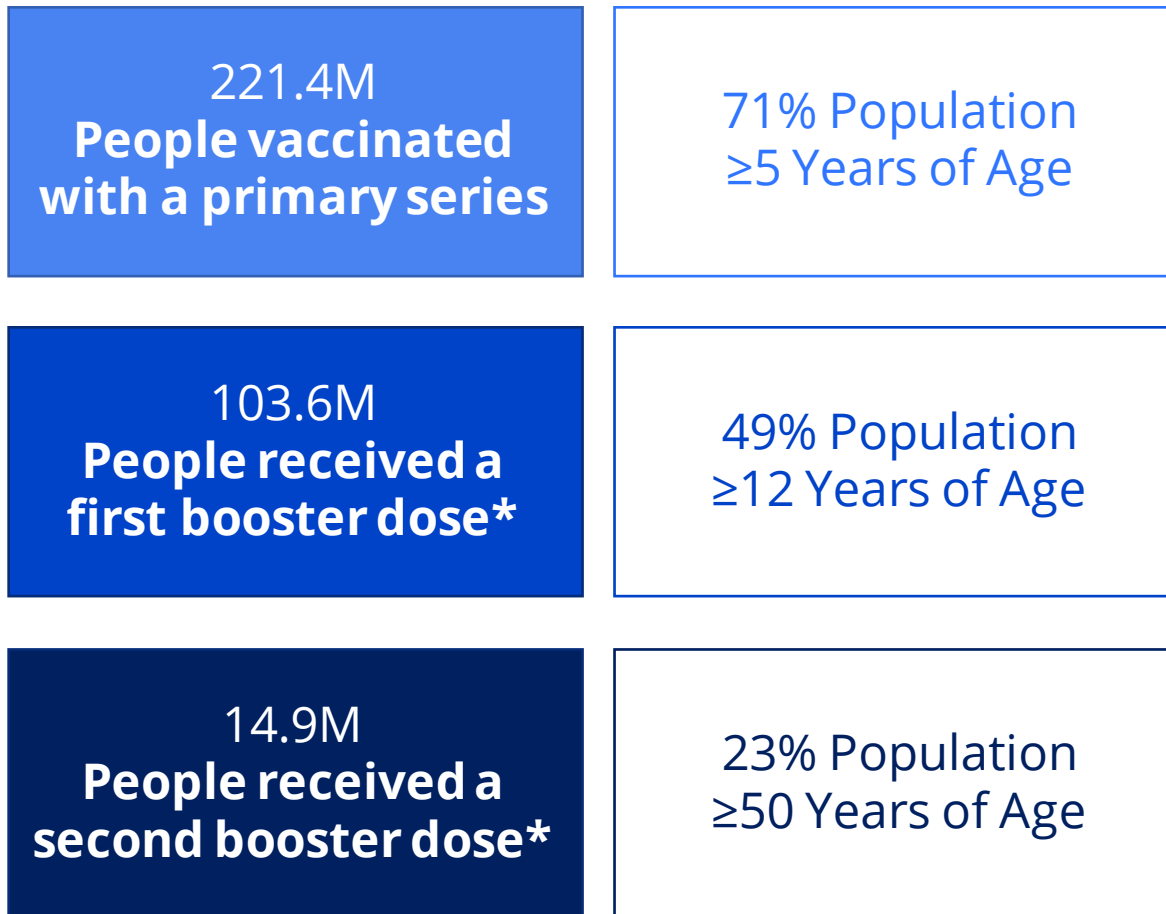 221.4M
People vaccinated
with a primary series
71% Population
≥5 Years of Age
103.6M
People received a
first booster dose*
49% Population
≥12 Years of Age
14.9M
People received a
second booster dose*
23% Population
≥50 Years of Age